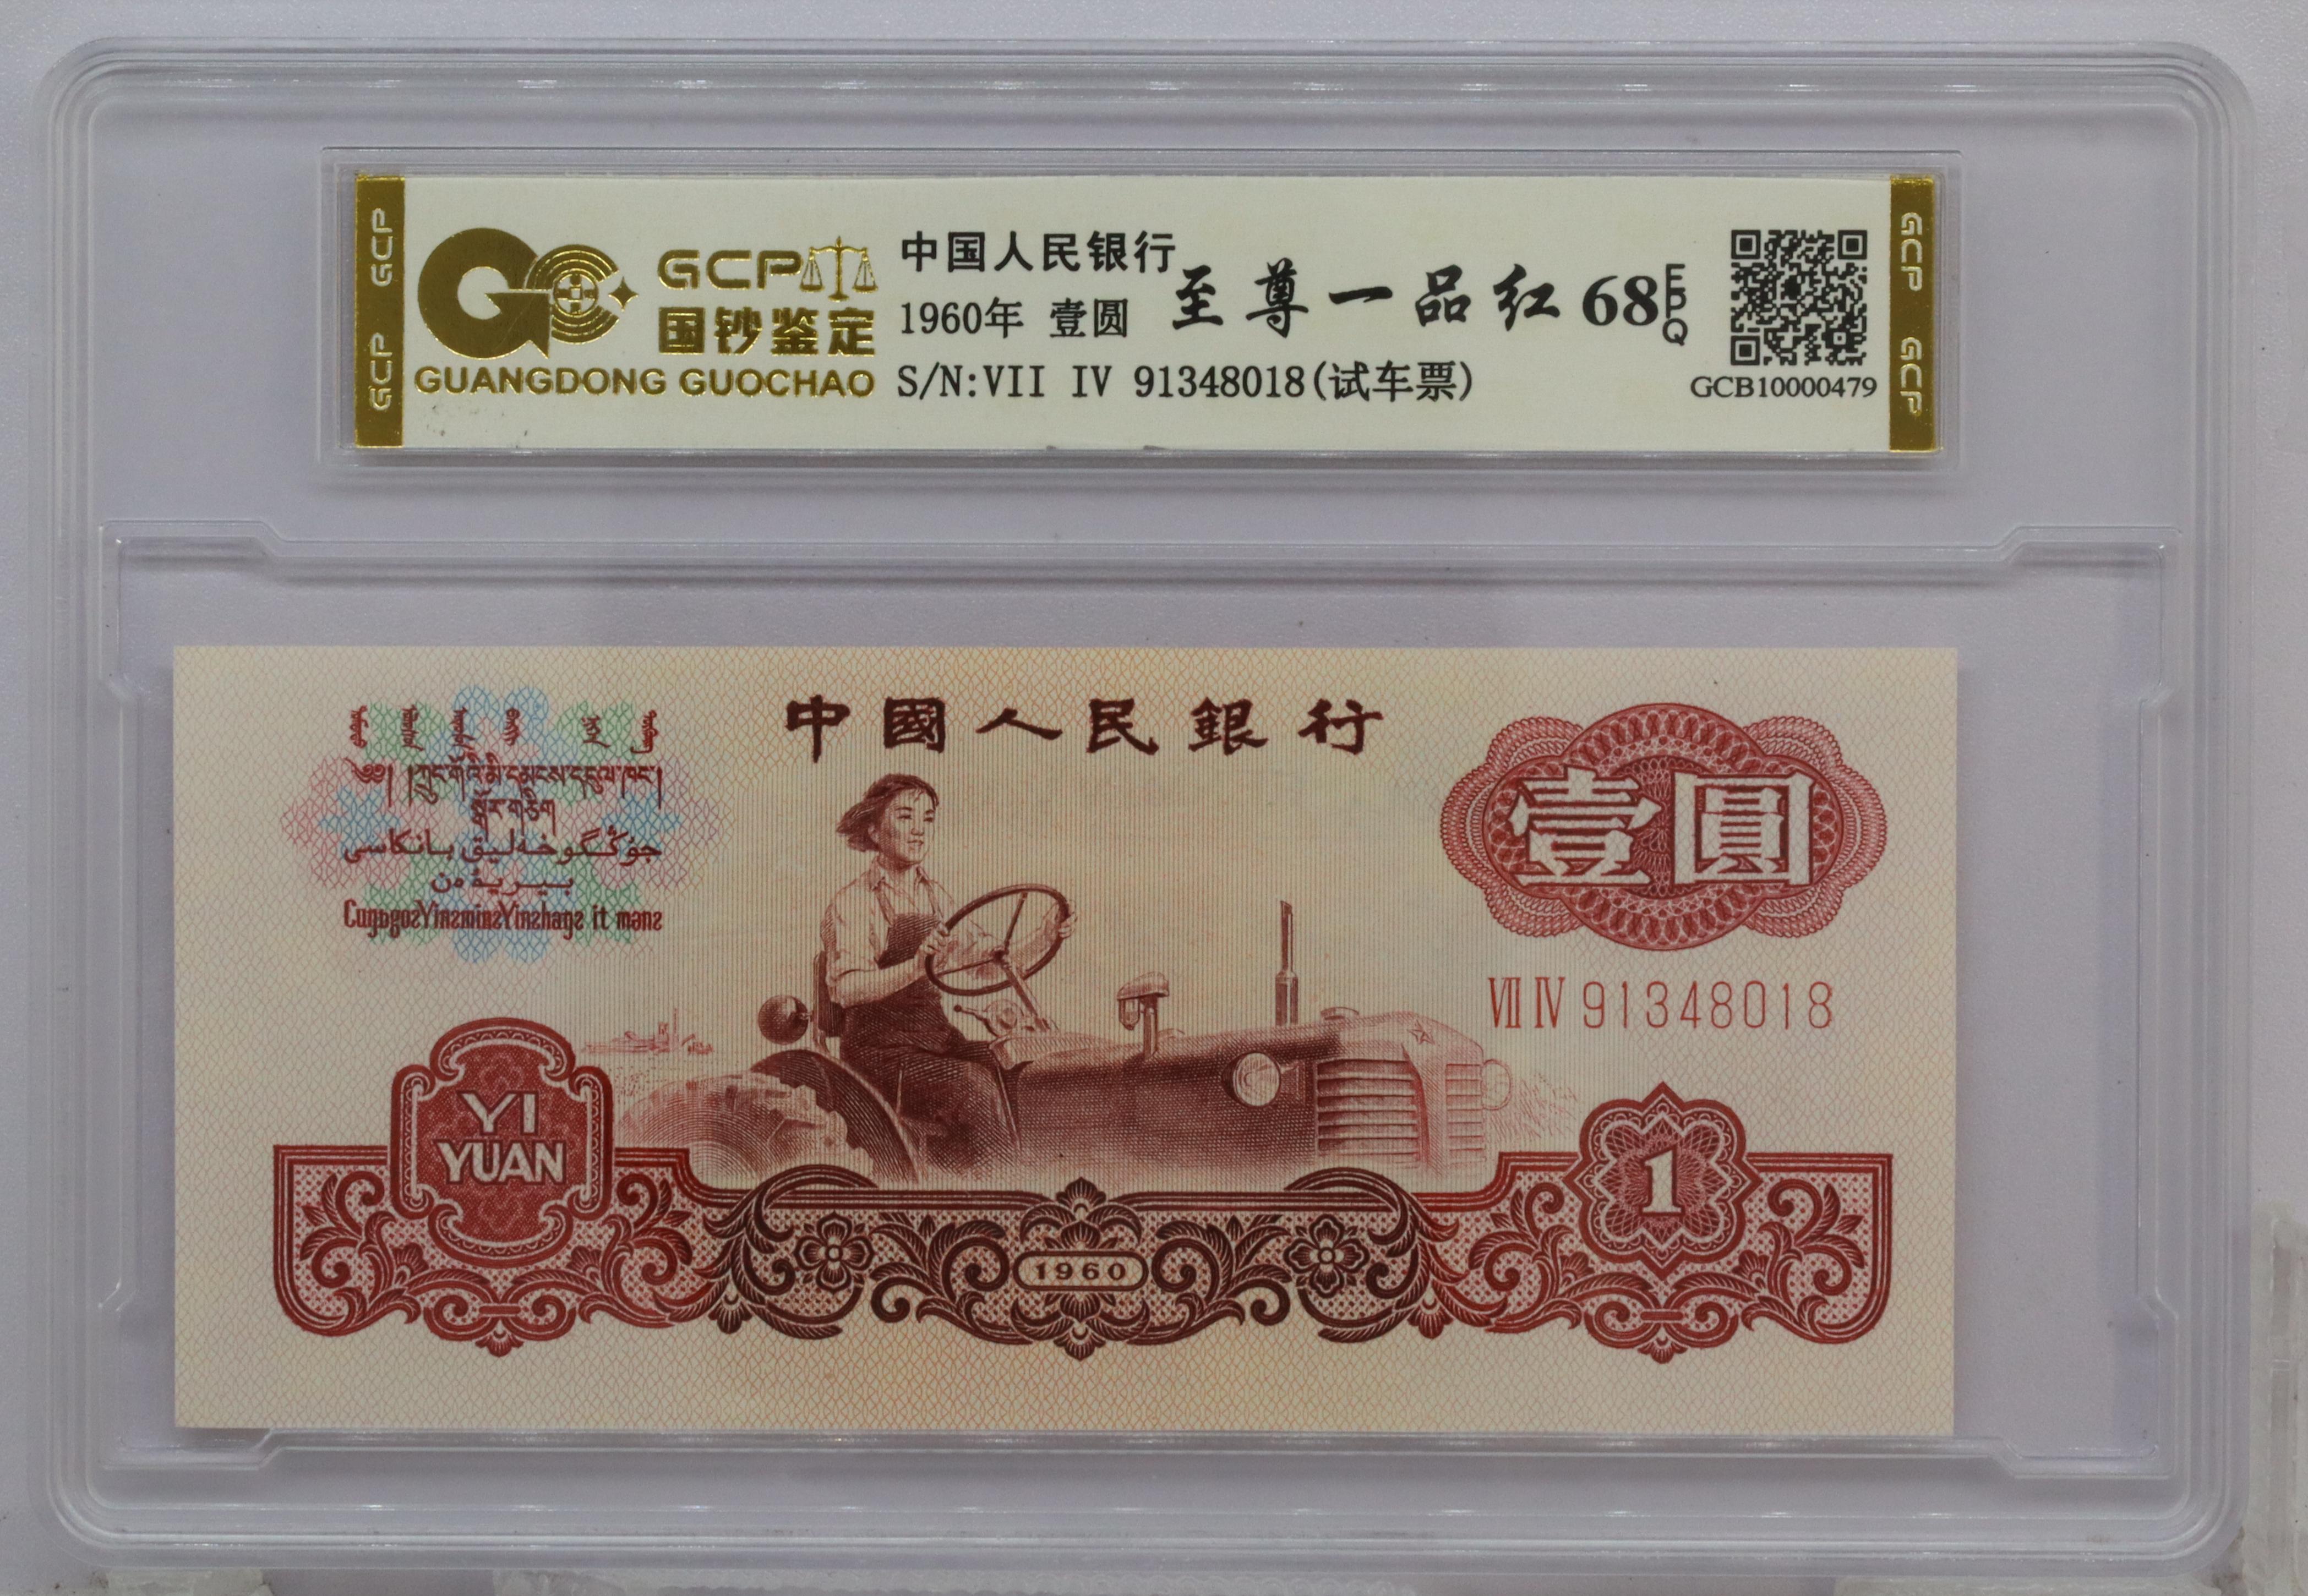 GCP GCP
GCP
国钞鉴定
GUANGDONG GUOCHAO
中国人民银行
1960年 壹圆
至尊一品红 68 EPQ
S/N:VII IV 91348018(试车票)
GCB10000479
GCP GCP
中國人民銀行
壹圓
VII IV 91348018
YI
YUAN
1960
1